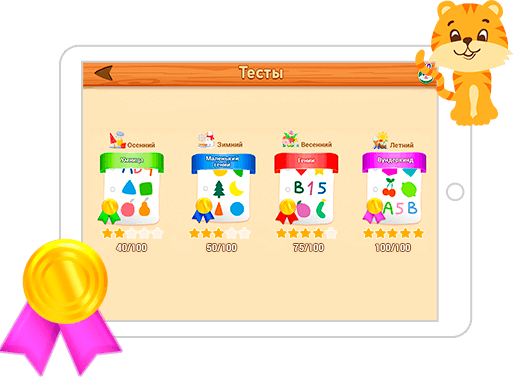 Тесты
Осенний
Зимний
Весенний
Летний
Умница
Маленький
гений
Гений
Вундеркинд
B15
A5B
40/100
50/100
75/100
100/100